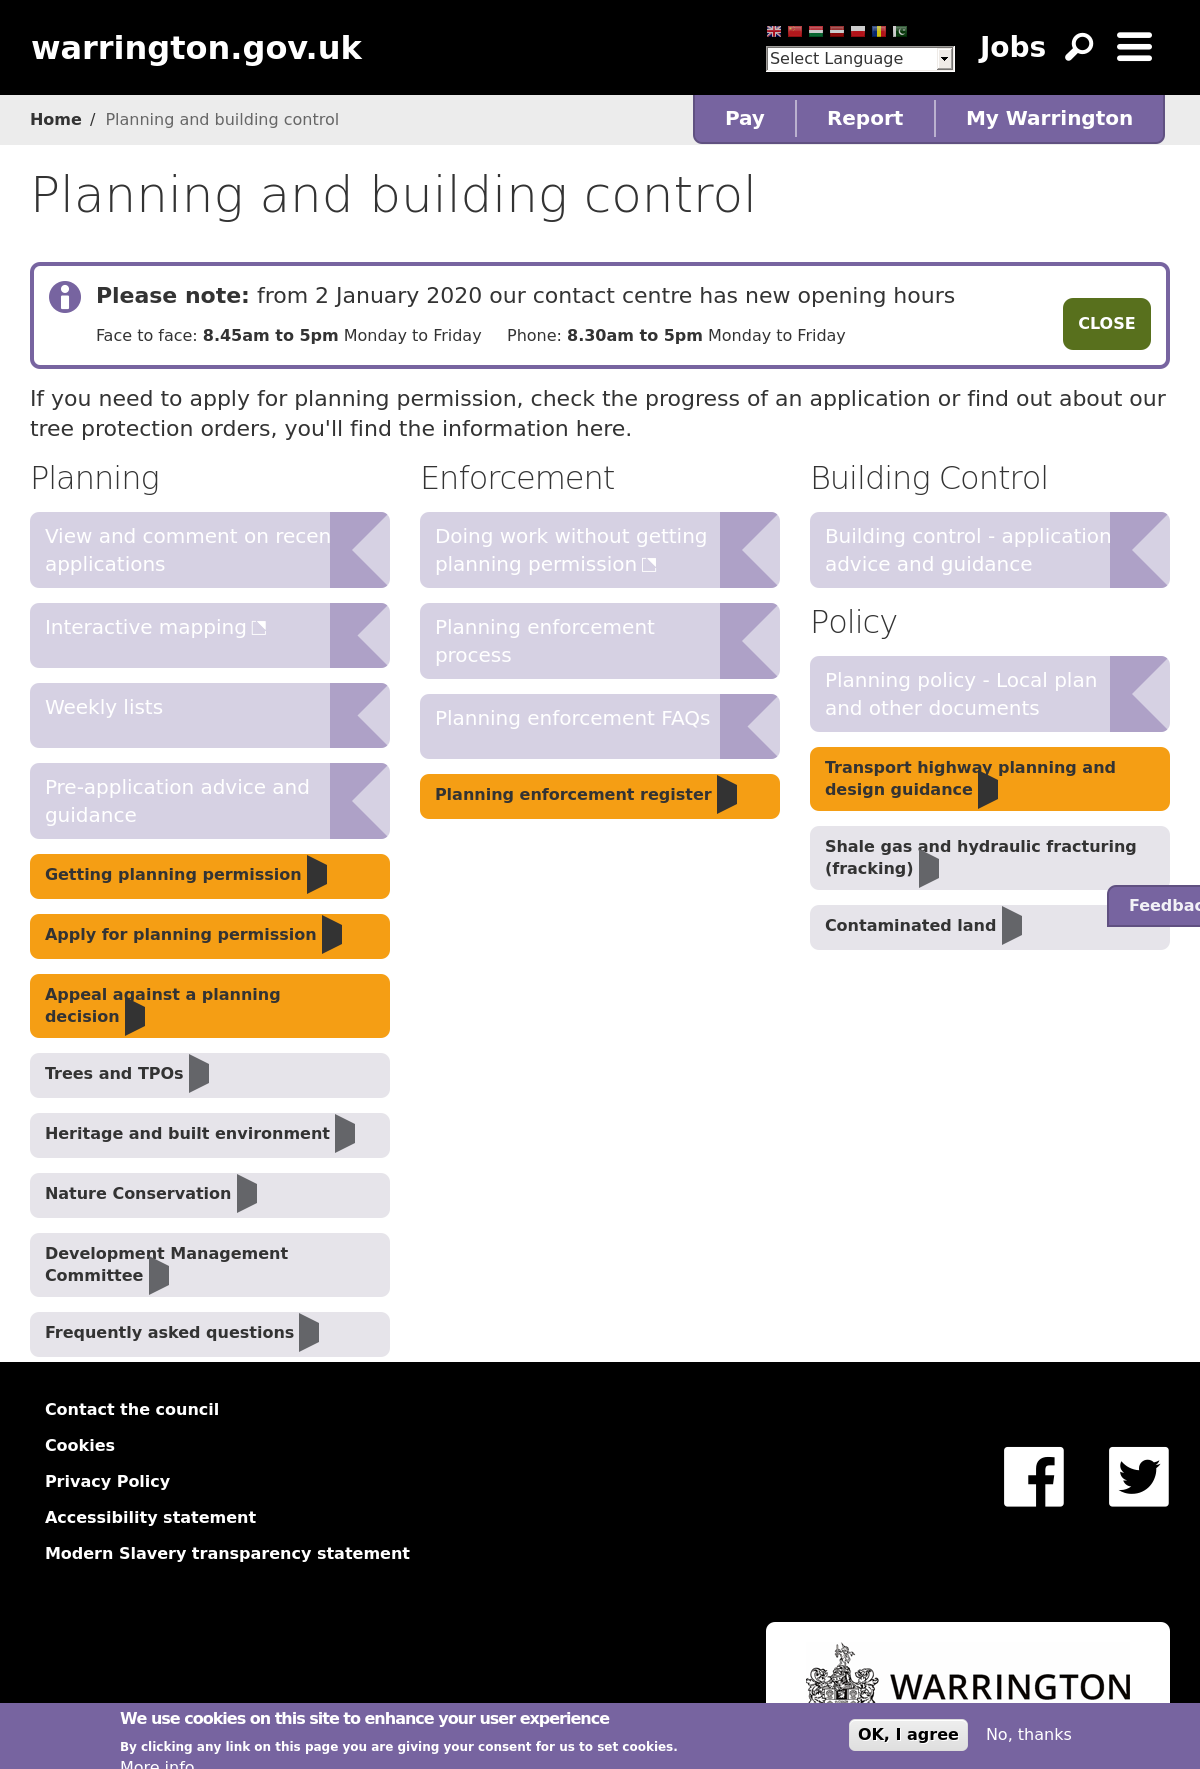 warrington.gov.uk
Select Language
Jobs
Home / Planning and building control
Pay
Report
My Warrington
Planning and building control
Please note: from 2 January 2020 our contact centre has new opening hours
Face to face: 8.45am to 5pm Monday to Friday Phone: 8.30am to 5pm Monday to Friday
CLOSE
If you need to apply for planning permission, check the progress of an application or find out about our
tree protection orders, you'll find the information here.
Planning
View and comment on recen
applications
Interactive mapping
Weekly lists
Pre-application advice and
guidance
Getting planning permission
Apply for planning permission
Appeal against a planning
decision
Trees and TPOs
Heritage and built environment
Nature Conservation
Development Management
Committee
Frequently asked questions
Enforcement
Doing work without getting
planning permission
Planning enforcement
process
Planning enforcement FAQs
Planning enforcement register
Building Control
Building control - application
advice and guidance
Policy
Planning policy - Local plan
and other documents
Transport highway planning and
design guidance
Shale gas and hydraulic fracturing
(fracking)
Contaminated land
Feedbac
Contact the council
Cookies
Privacy Policy
Accessibility statement
Modern Slavery transparency statement
WARRINGTON
We use cookies on this site to enhance your user experience
By clicking any link on this page you are giving your consent for us to set cookies.
More info
OK, I agree
No, thanks